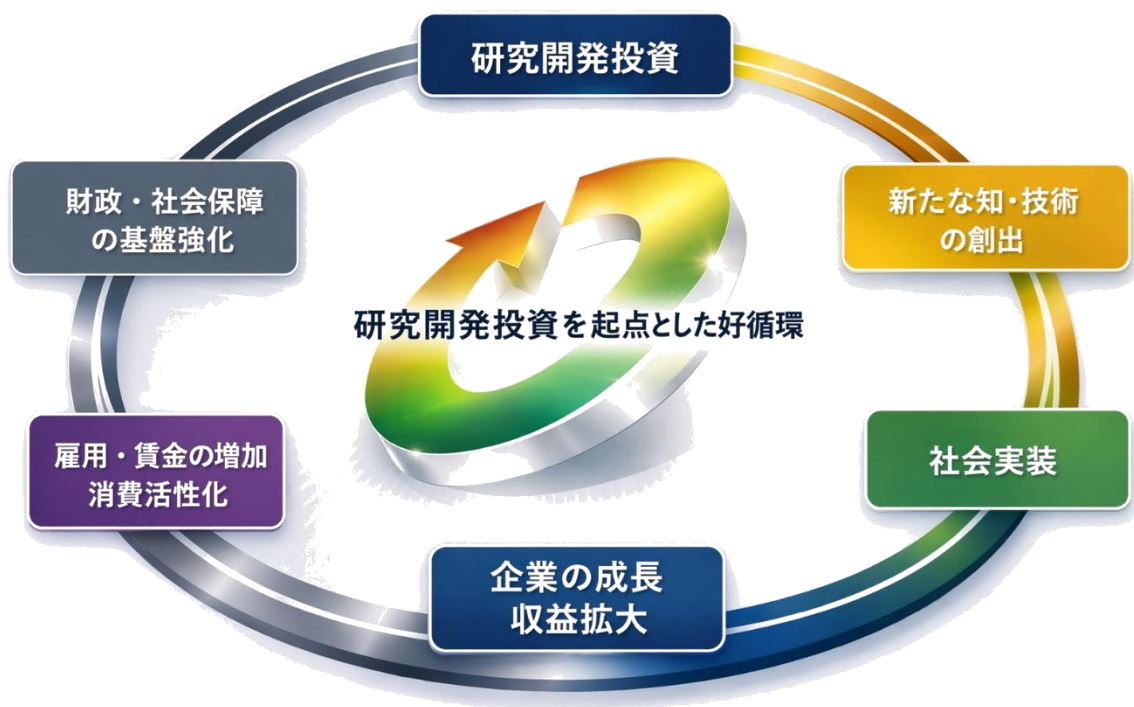 研究開発投資
新たな知・技術
の創出
社会実装
企業の成長
収益拡大
雇用・賃金の増加
消費活性化
財政・社会保障
の基盤強化
研究開発投資を起点とした好循環